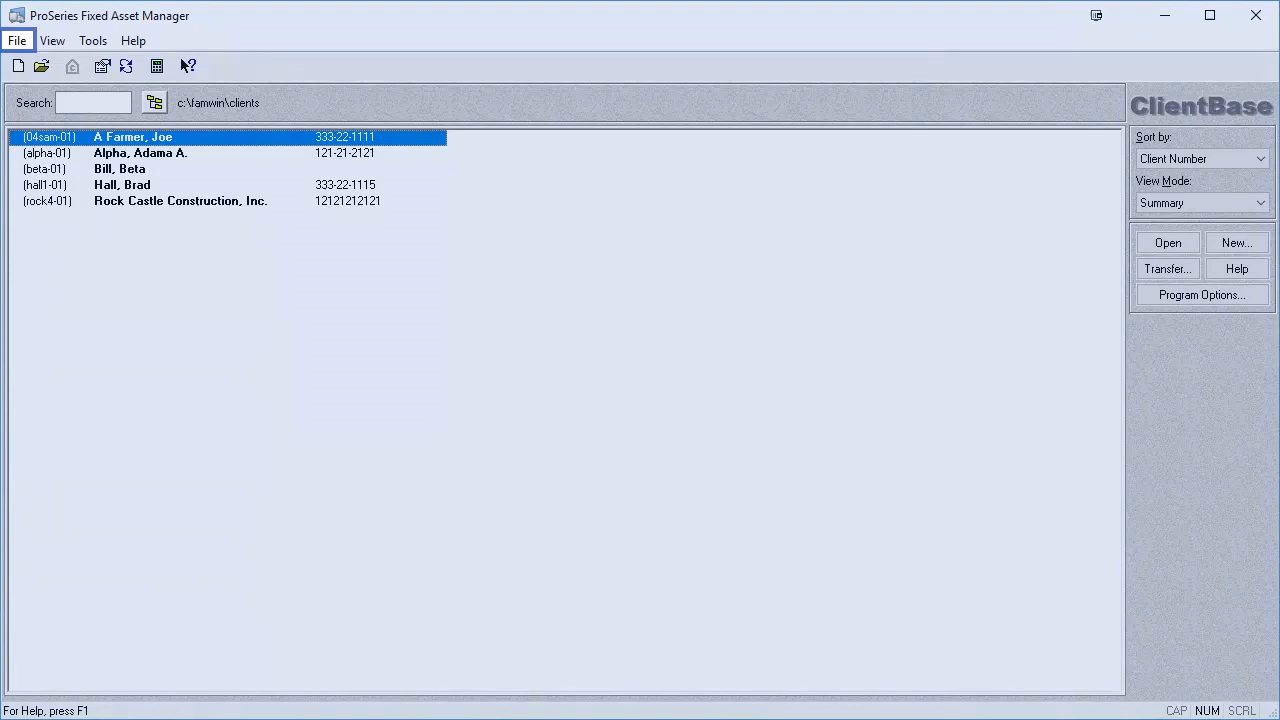 ProSeries Fixed Asset Manager
File View Tools Help
Search: c:\famwin\clients
ClientBase
(04sam-01) A Farmer, Joe 333-22-1111
(alpha-01) Alpha, Adama A. 121-21-2121
(beta-01) Bill, Beta
(hall1-01) Hall, Brad 333-22-1115
(rock4-01) Rock Castle Construction, Inc. 12121212121
Sort by:
Client Number
View Mode:
Summary
Open New...
Transfer... Help
Program Options...
For Help, press F1 CAP NUM SCRL